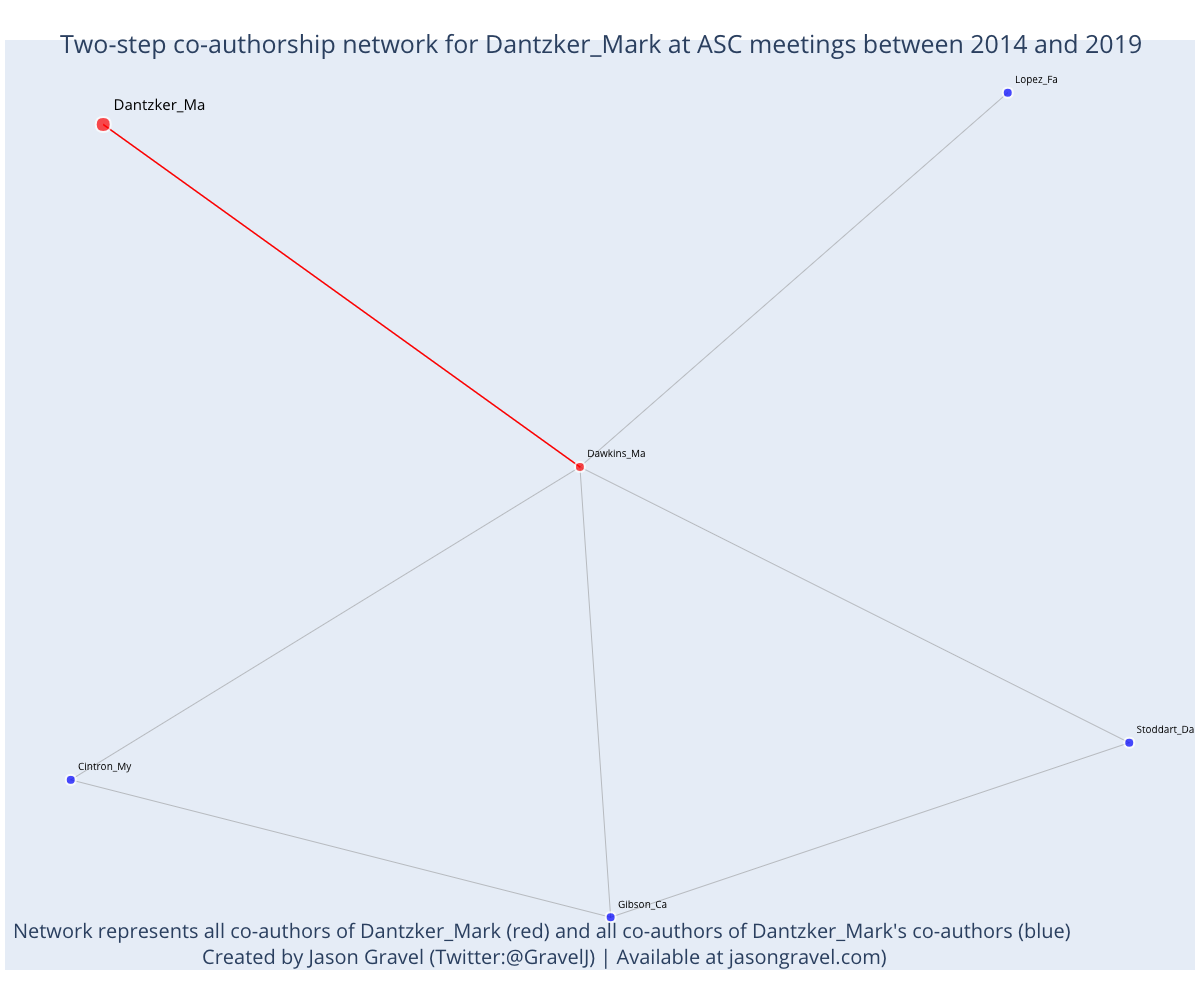 Two-step co-authorship network for Dantzker_Mark at ASC meetings between 2014 and 2019
Lopez_Fa
Dantzker_Ma
Dawkins_Ma
Stoddart_Da
Cintron_My
Gibson_Ca
Network represents all co-authors of Dantzker_Mark (red) and all co-authors of Dantzker_Mark's co-authors (blue)
Created by Jason Gravel (Twitter:@GravelJ) | Available at jasongravel.com)